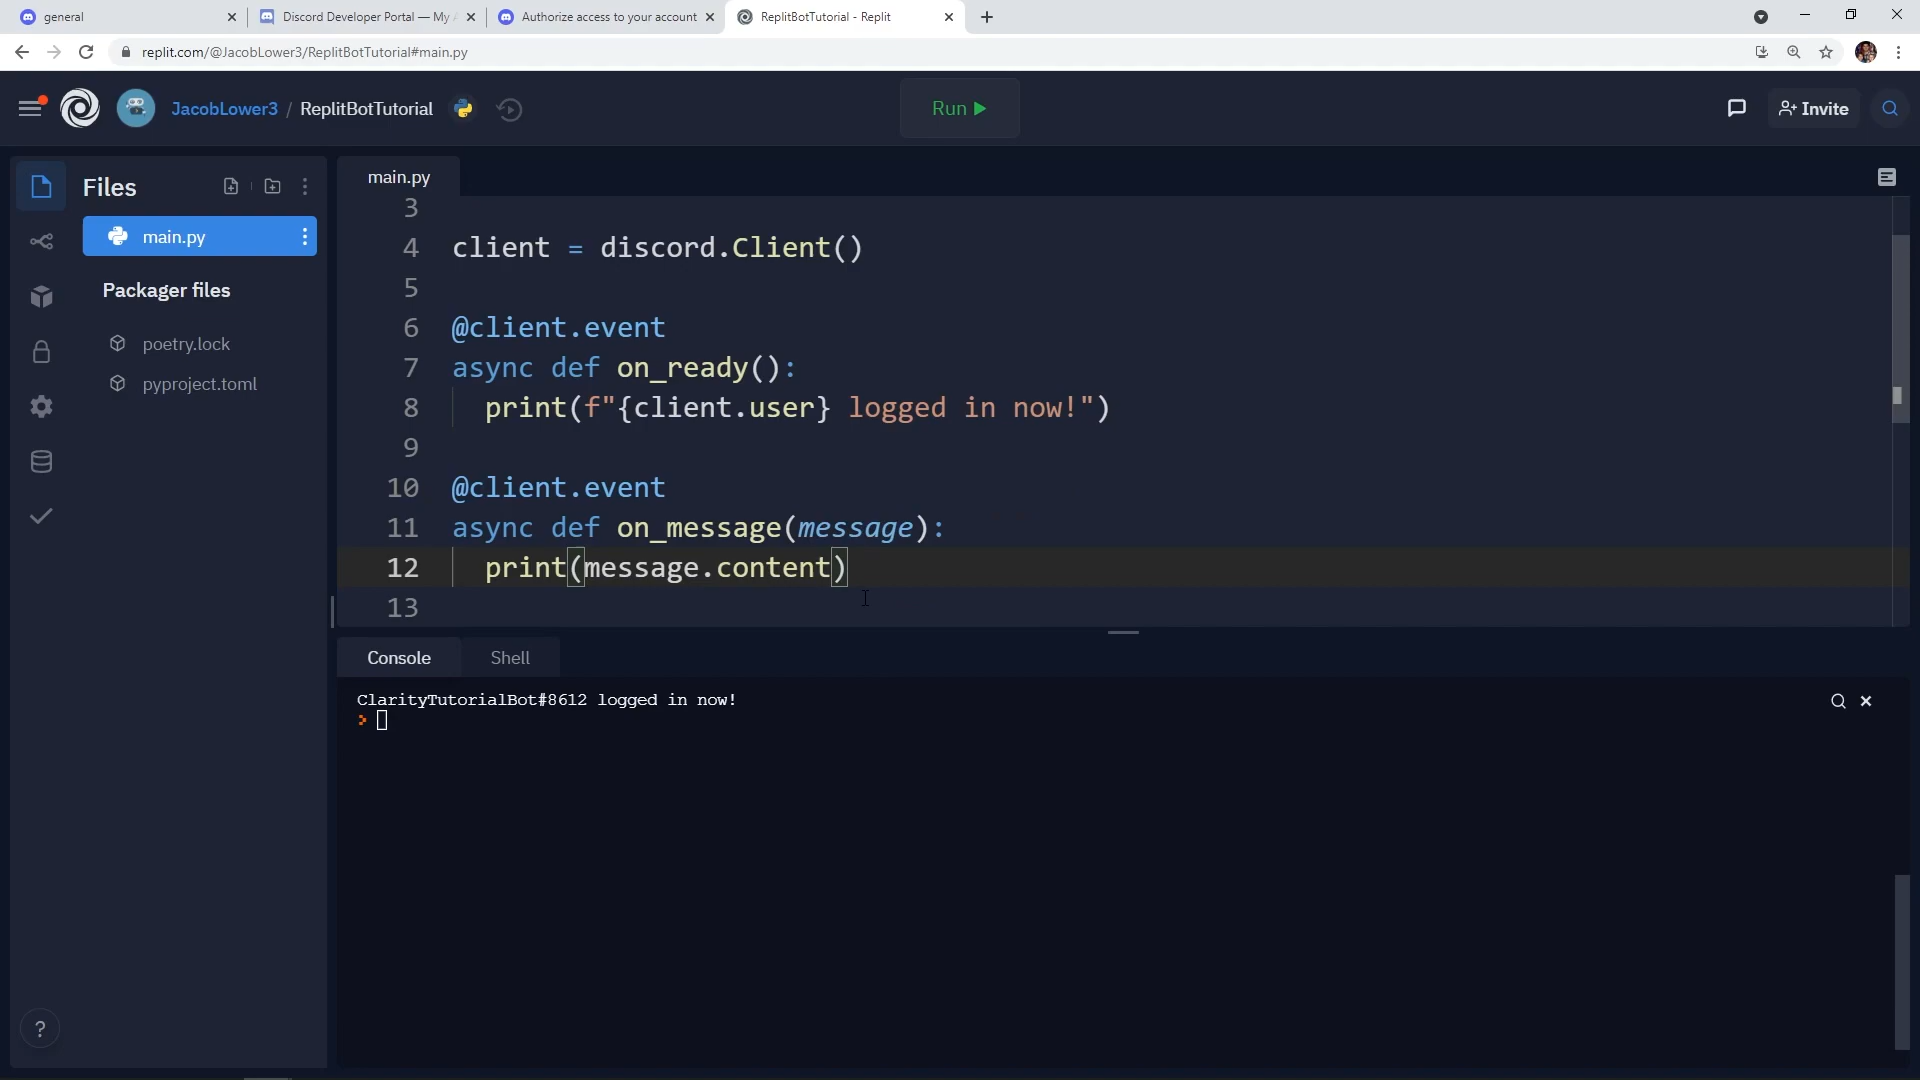 general
Discord Developer Portal — My
Authorize access to your account
ReplitBotTutorial - Replit
replit.com/@JacobLower3/ReplitBotTutorial#main.py
JacobLower3 / ReplitBotTutorial
Run
Invite
Files
main.py
Packager files
poetry.lock
pyproject.toml
main.py
3
4 client = discord.Client()
5
6 @client.event
7 async def on_ready():
8 print(f"{client.user} logged in now!")
9
10 @client.event
11 async def on_message(message):
12 print(message.content)
13
Console
Shell
ClarityTutorialBot#8612 logged in now!
?